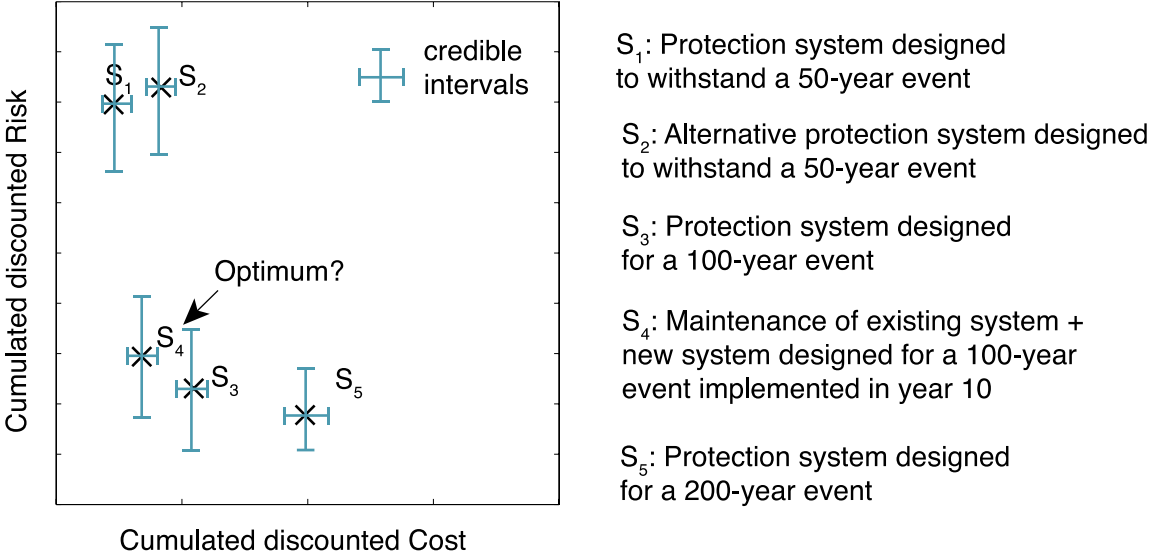 Cumulated discounted Risk
S₁
S₂
credible
intervals
Optimum?
S₄
S₃
S₅
Cumulated discounted Cost
S₁: Protection system designed
to withstand a 50-year event
S₂: Alternative protection system designed
to withstand a 50-year event
S₃: Protection system designed
for a 100-year event
S₄: Maintenance of existing system +
new system designed for a 100-year
event implemented in year 10
S₅: Protection system designed
for a 200-year event